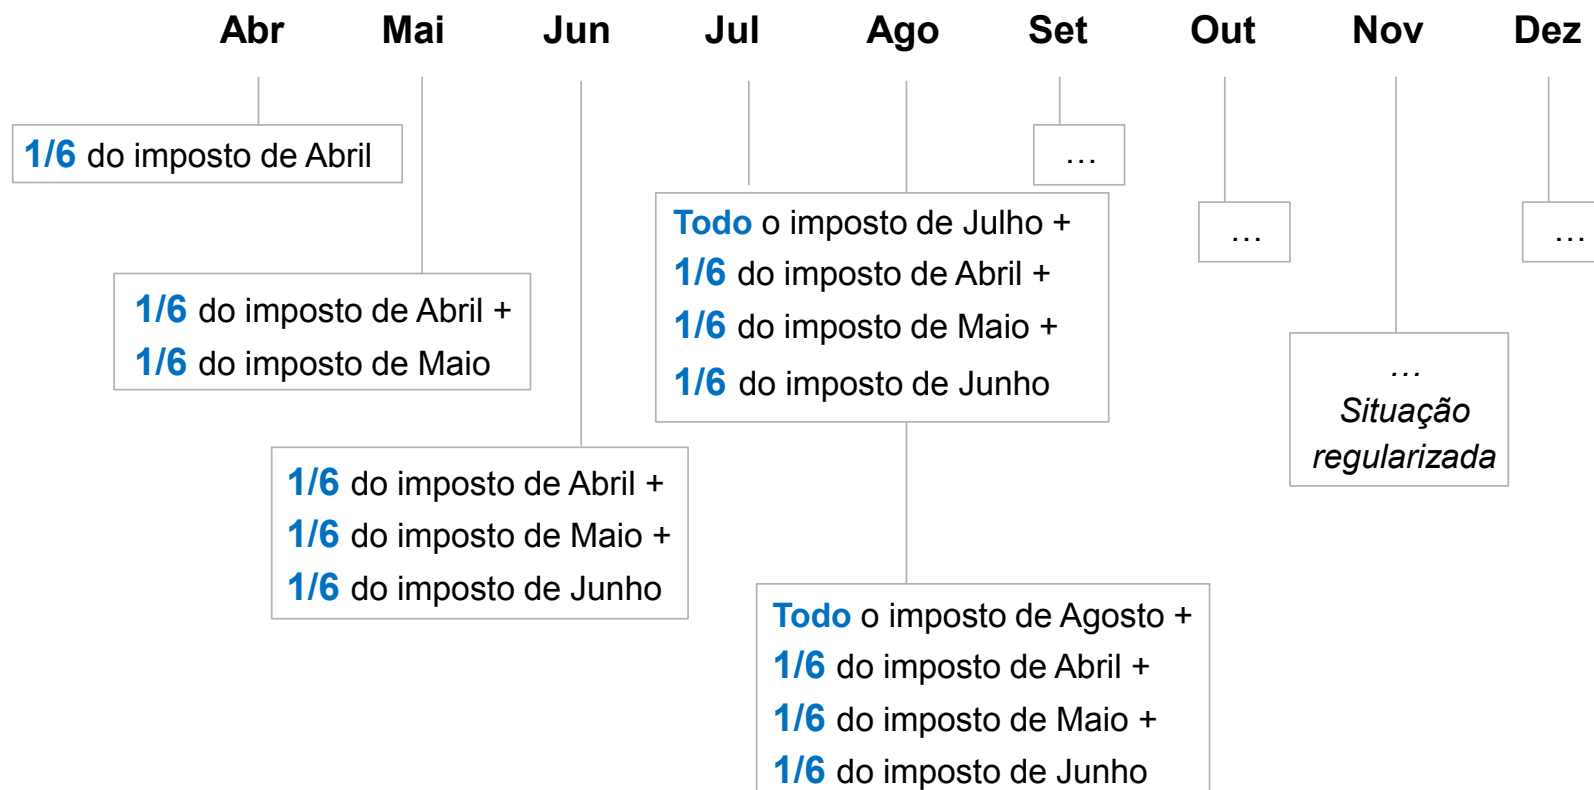 Abr Mai Jun Jul Ago Set Out Nov Dez
1/6 do imposto de Abril
1/6 do imposto de Abril +
1/6 do imposto de Maio
1/6 do imposto de Abril +
1/6 do imposto de Maio +
1/6 do imposto de Junho
Todo o imposto de Julho +
1/6 do imposto de Abril +
1/6 do imposto de Maio +
1/6 do imposto de Junho
Todo o imposto de Agosto +
1/6 do imposto de Abril +
1/6 do imposto de Maio +
1/6 do imposto de Junho
…
…
…
Situação
regularizada
…